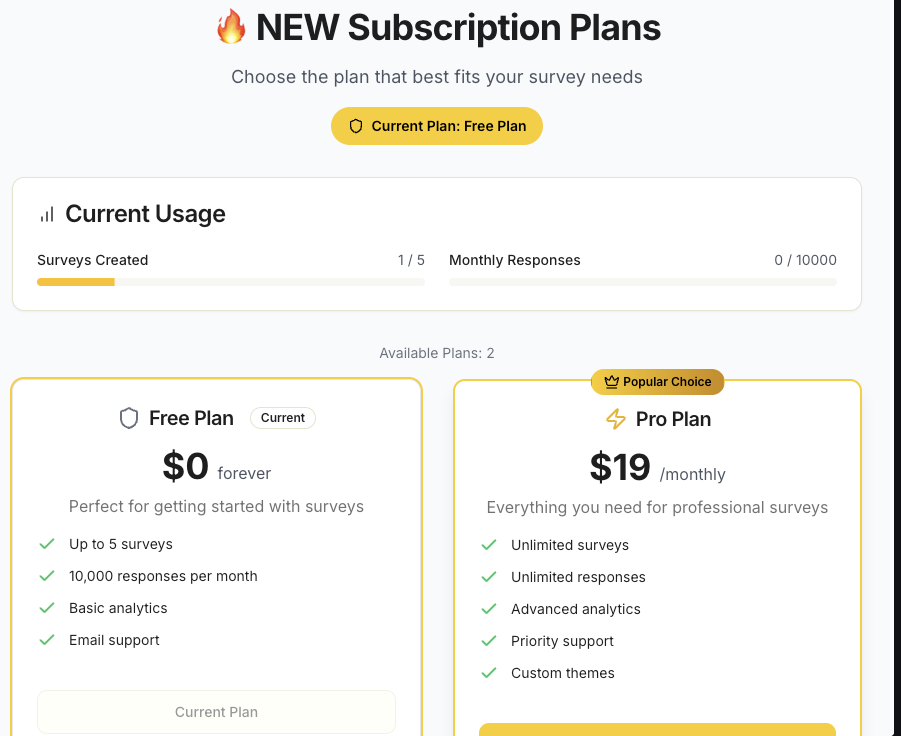 🔥 NEW Subscription Plans
Choose the plan that best fits your survey needs
Current Plan: Free Plan
Current Usage
Surveys Created 1 / 5
Monthly Responses 0 / 10000
Available Plans: 2
Free Plan Current
$0 forever
Perfect for getting started with surveys
Up to 5 surveys
10,000 responses per month
Basic analytics
Email support
Current Plan
Popular Choice
Pro Plan
$19 /monthly
Everything you need for professional surveys
Unlimited surveys
Unlimited responses
Advanced analytics
Priority support
Custom themes